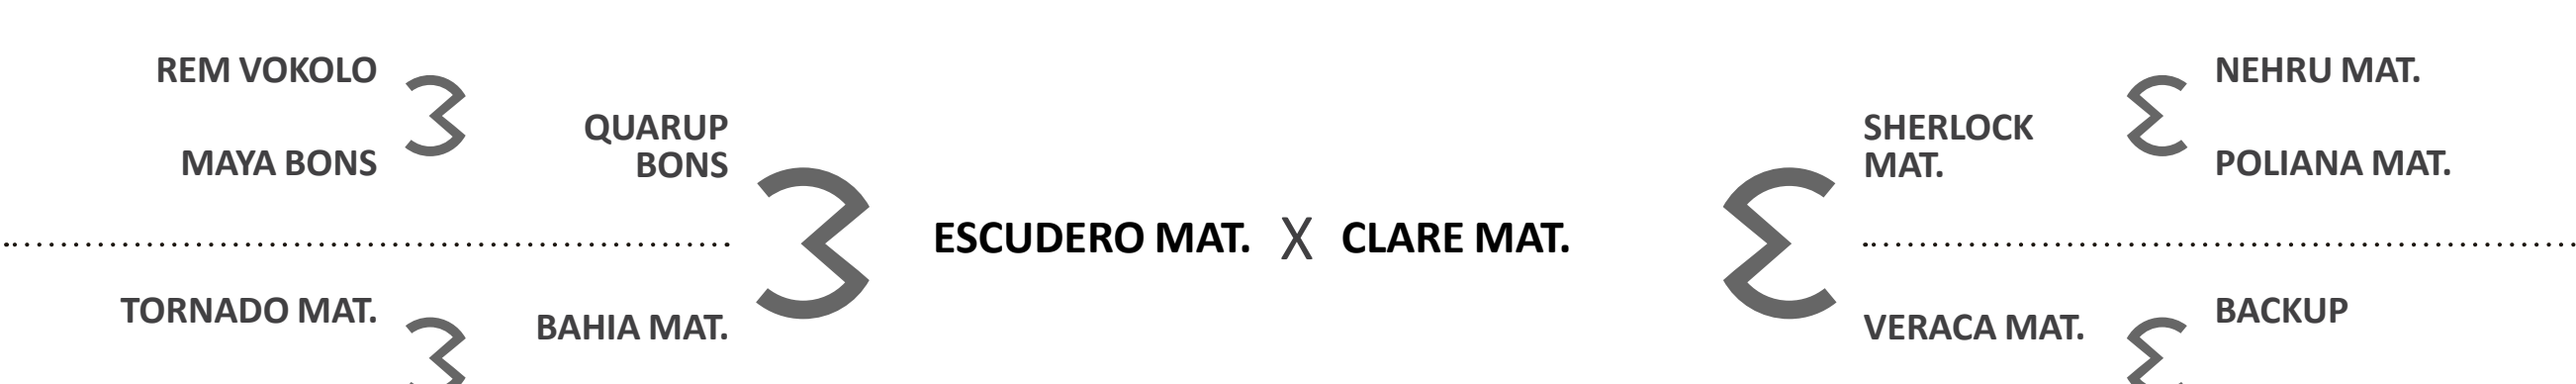 REM VOKOLO
MAYA BONS
QUARUP
BONS
TORNADO MAT.
BAHIA MAT.
ESCUDERO MAT. X CLARE MAT.
SHERLOCK
MAT.
NEHRU MAT.
POLIANA MAT.
VERACA MAT.
BACKUP